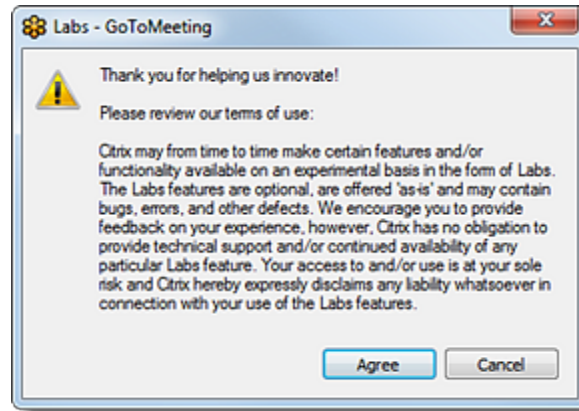 Labs - GoToMeeting
Thank you for helping us innovate!
Please review our terms of use:
Citrix may from time to time make certain features and/or
functionality available on an experimental basis in the form of Labs.
The Labs features are optional, are offered 'as-is' and may contain
bugs, errors, and other defects. We encourage you to provide
feedback on your experience, however, Citrix has no obligation to
provide technical support and/or continued availability of any
particular Labs feature. Your access to and/or use is at your sole
risk and Citrix hereby expressly disclaims any liability whatsoever in
connection with your use of the Labs features.
Agree
Cancel